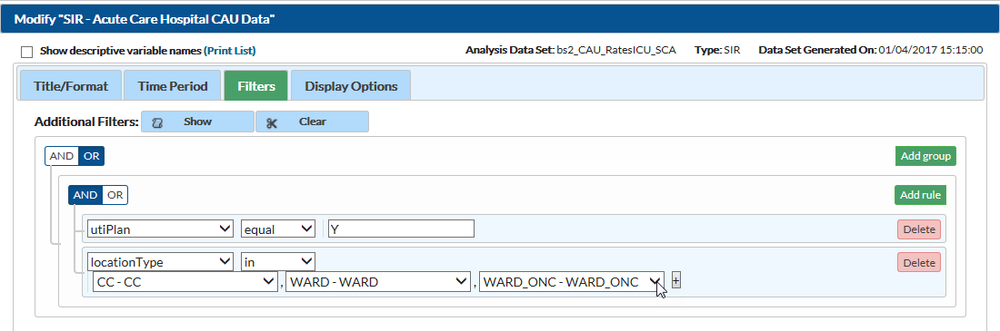 Modify "SIR - Acute Care Hospital CAU Data"
Show descriptive variable names (Print List) Analysis Data Set: bs2_CAU_RatesICU_SCA Type: SIR Data Set Generated On: 01/04/2017 15:15:00
Title/Format Time Period Filters Display Options
Additional Filters: Show Clear
AND OR Add group
AND OR Add rule
utiPlan equal Y Delete
locationType in Delete
CC - CC , WARD - WARD , WARD_ONC - WARD_ONC +